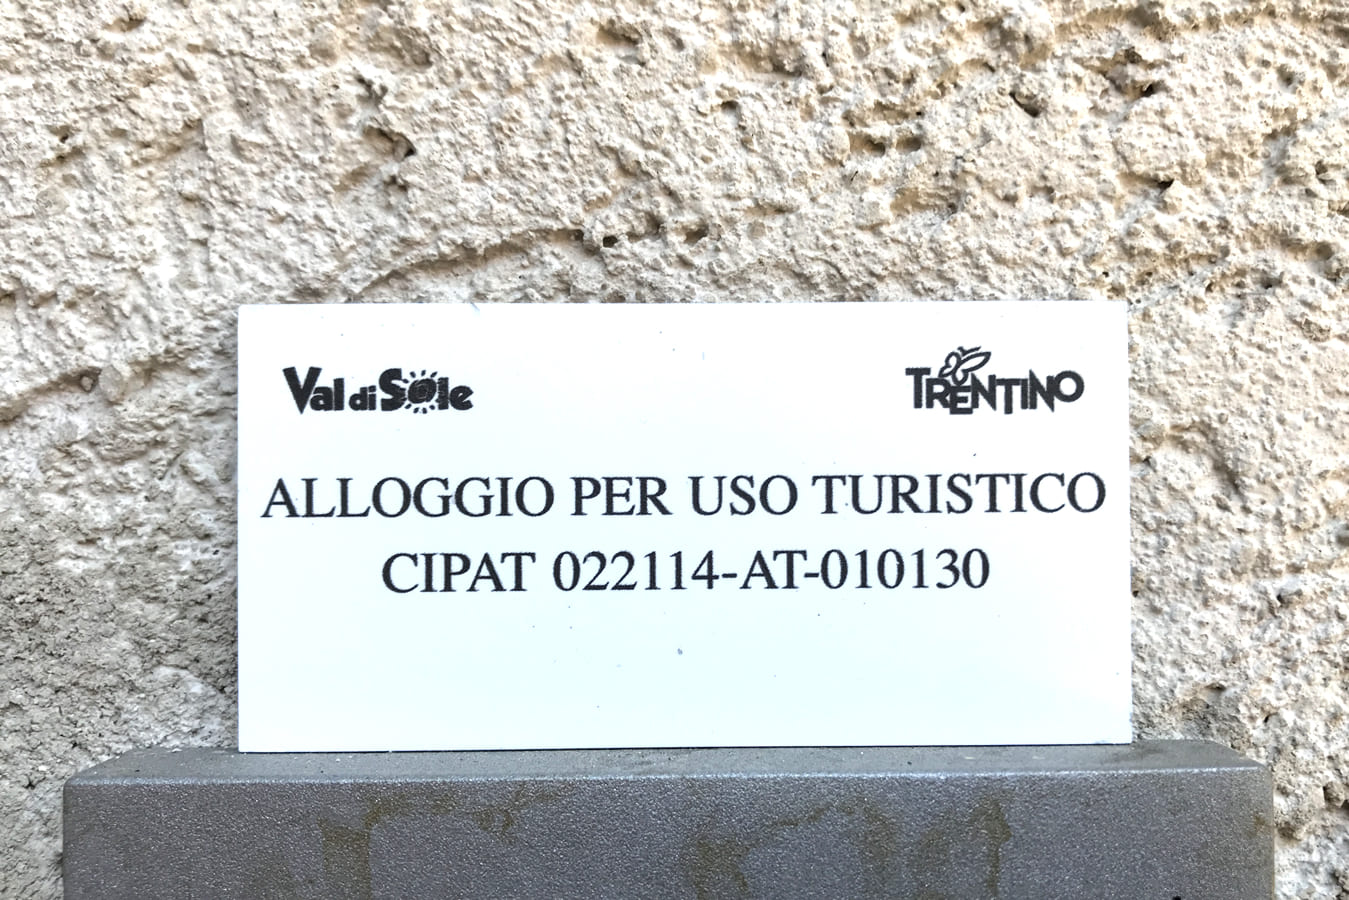 Val di Sole TRENTINO
ALLOGGIO PER USO TURISTICO
CIPAT 022114-AT-010130